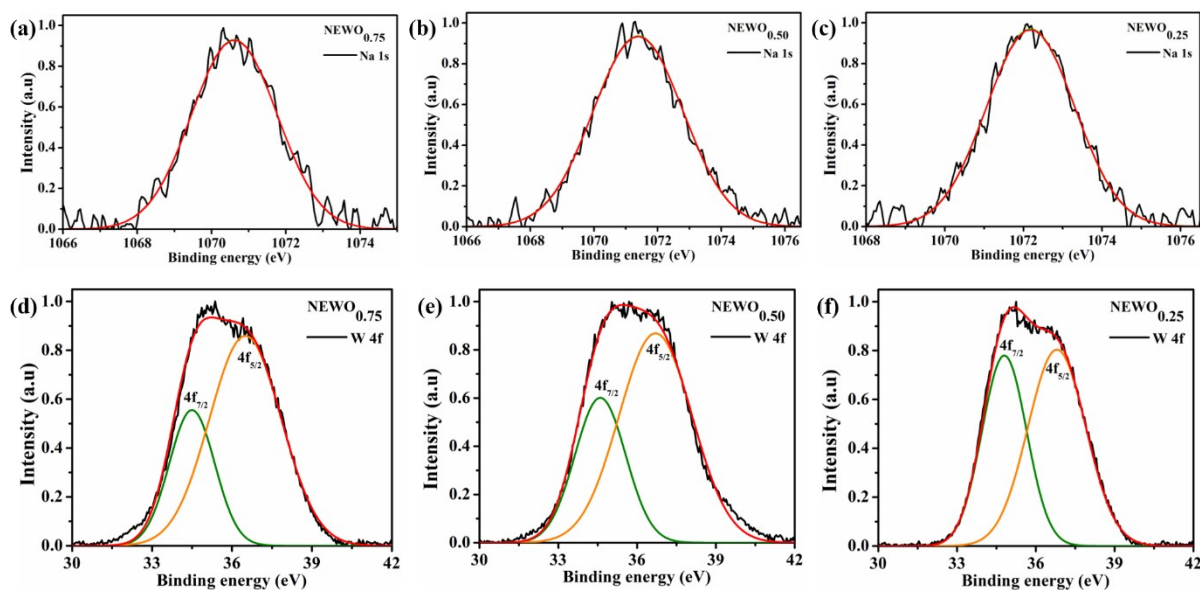 (a)
NEWO0.75
Na 1s
Intensity (a.u)
1.0
0.8
0.6
0.4
0.2
0.0
1066 1068 1070 1072 1074
Binding energy (eV)
(b)
NEWO0.50
Na 1s
Intensity (a.u)
1.0
0.8
0.6
0.4
0.2
0.0
1066 1068 1070 1072 1074 1076
Binding energy (eV)
(c)
NEWO0.25
Na 1s
Intensity (a.u)
1.0
0.8
0.6
0.4
0.2
0.0
1068 1070 1072 1074 1076
Binding energy (eV)
(d)
NEWO0.75
W 4f
4f5/2
4f7/2
Intensity (a.u)
1.0
0.8
0.6
0.4
0.2
0.0
30 33 36 39 42
Binding energy (eV)
(e)
NEWO0.50
W 4f
4f5/2
4f7/2
Intensity (a.u)
1.0
0.8
0.6
0.4
0.2
0.0
30 33 36 39 42
Binding energy (eV)
(f)
NEWO0.25
W 4f
4f7/2
4f5/2
Intensity (a.u)
1.0
0.8
0.6
0.4
0.2
0.0
30 33 36 39 42
Binding energy (eV)